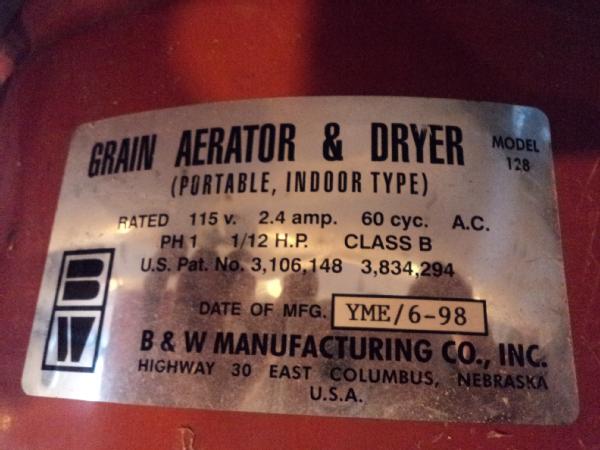 GRAIN AERATOR & DRYER
MODEL 128
(PORTABLE, INDOOR TYPE)
RATED 115 v. 2.4 amp. 60 cyc. A.C.
PH 1 1/12 H.P. CLASS B
U.S. Pat. No. 3,106,148 3,834,294
B W
DATE OF MFG. YME/6-98
B & W MANUFACTURING CO., INC.
HIGHWAY 30 EAST COLUMBUS, NEBRASKA
U.S.A.